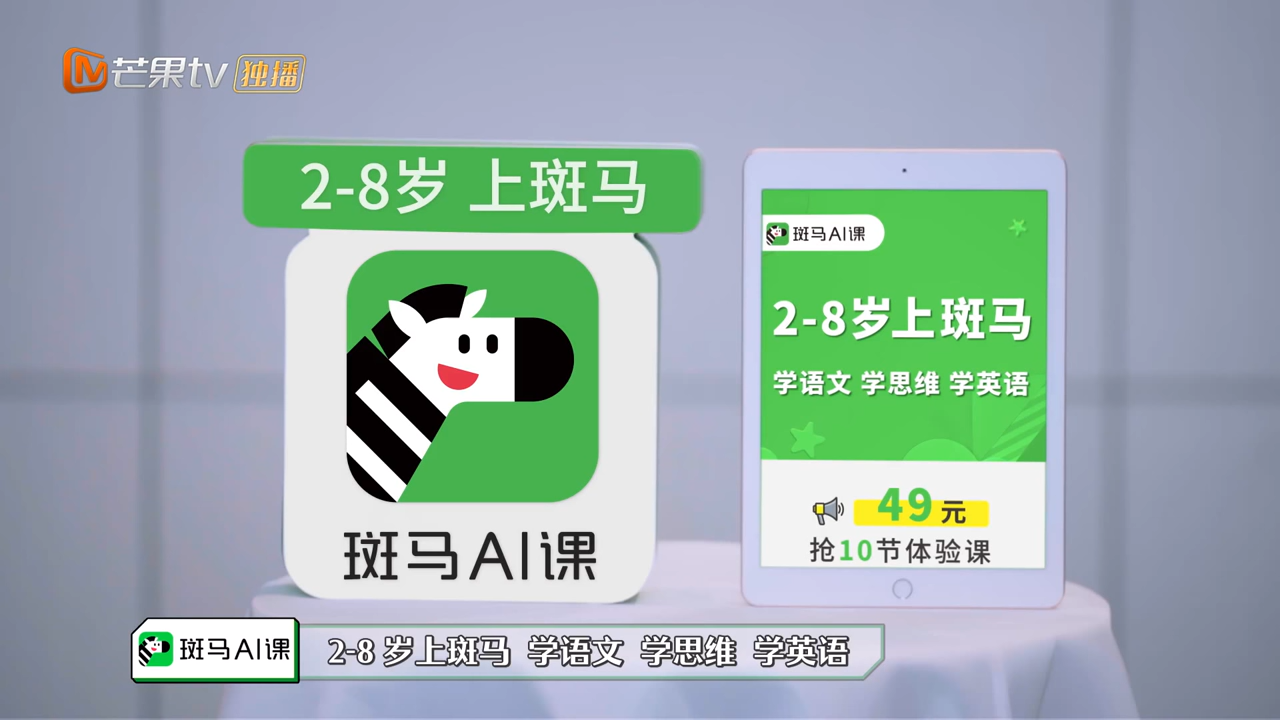 芒果tv 独播
2-8岁 上斑马
斑马AI课
斑马AI课
2-8岁上斑马
学语文 学思维 学英语
49元
抢10节体验课
斑马AI课
2-8岁上斑马 学语文 学思维 学英语